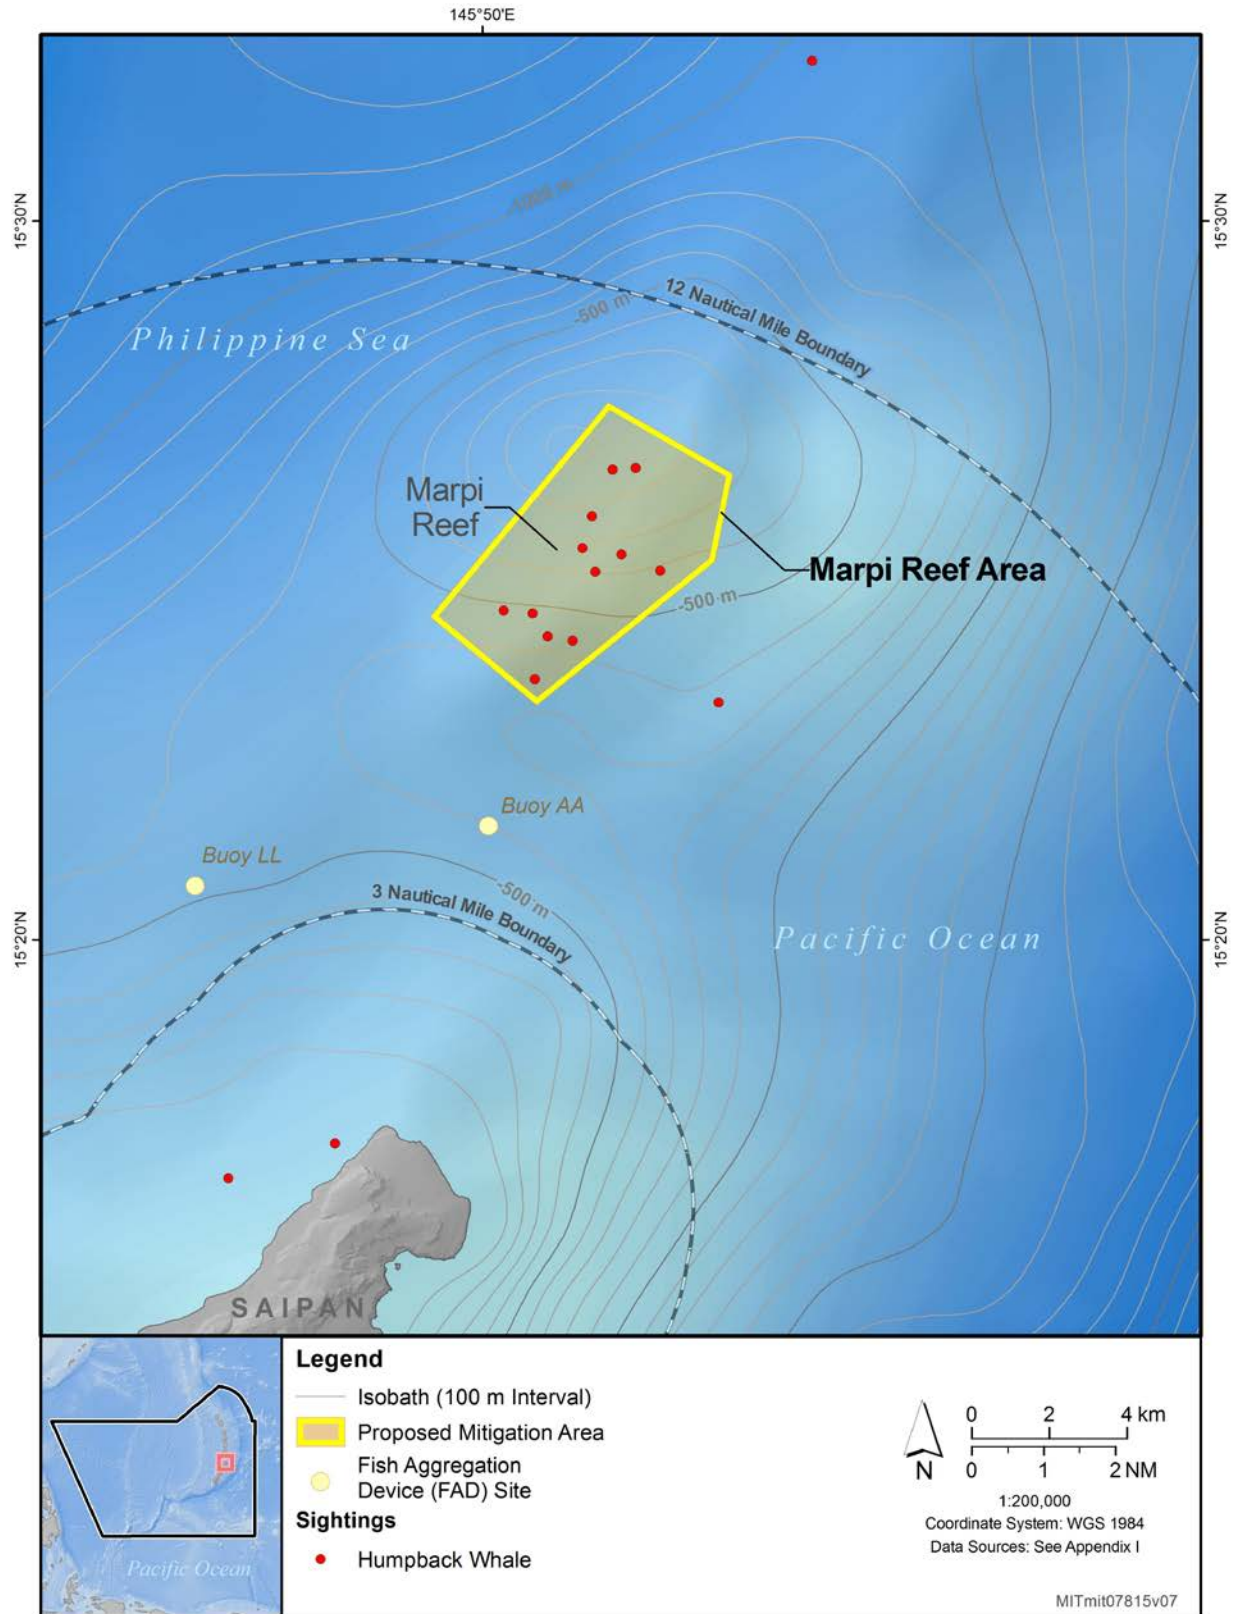 145°50'E
15°30'N
15°30'N
-1000 m
-500 m
12 Nautical Mile Boundary
Philippine Sea
Marpi
Reef
Marpi Reef Area
-500 m
Buoy AA
Buoy LL
-500 m
3 Nautical Mile Boundary
15°20'N
15°20'N
Pacific Ocean
SAIPAN
Legend
Isobath (100 m Interval)
Proposed Mitigation Area
Fish Aggregation
Device (FAD) Site
Sightings
Humpback Whale
Pacific Ocean
N
0 2 4 km
0 1 2 NM
1:200,000
Coordinate System: WGS 1984
Data Sources: See Appendix I
MITmit07815v07